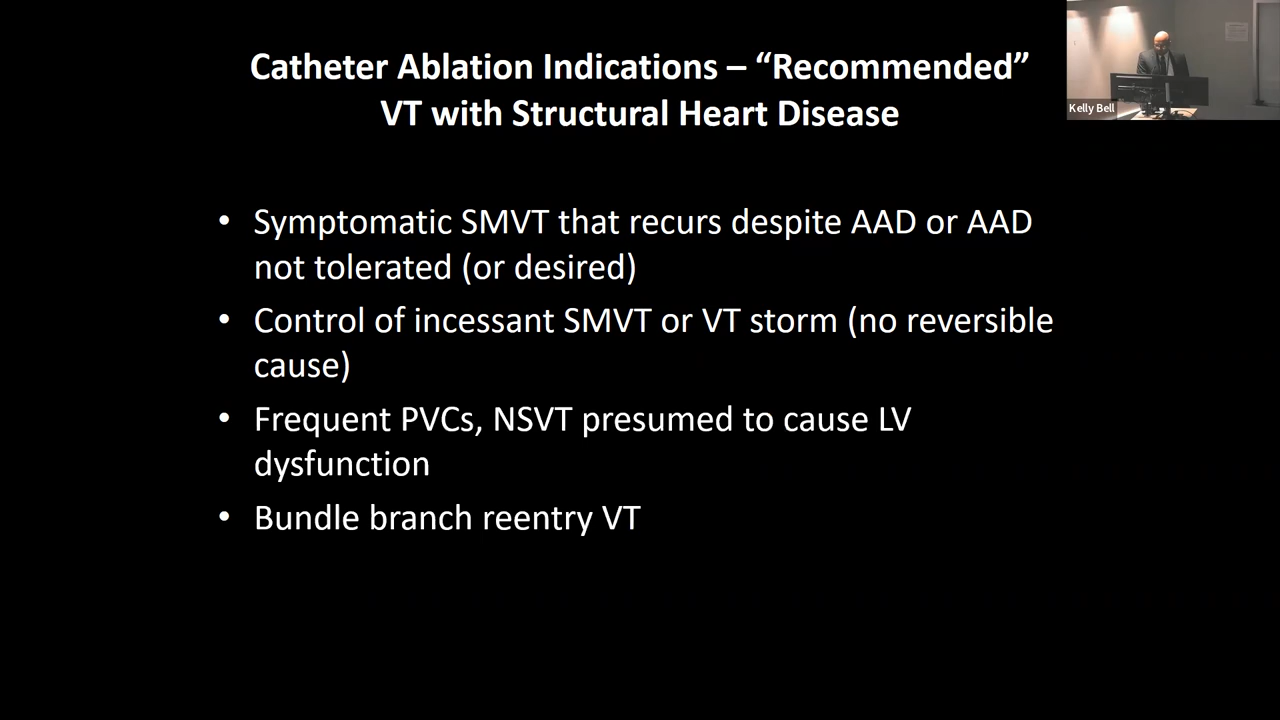 Catheter Ablation Indications – “Recommended”
VT with Structural Heart Disease
Kelly Bell
• Symptomatic SMVT that recurs despite AAD or AAD
not tolerated (or desired)
• Control of incessant SMVT or VT storm (no reversible
cause)
• Frequent PVCs, NSVT presumed to cause LV
dysfunction
• Bundle branch reentry VT